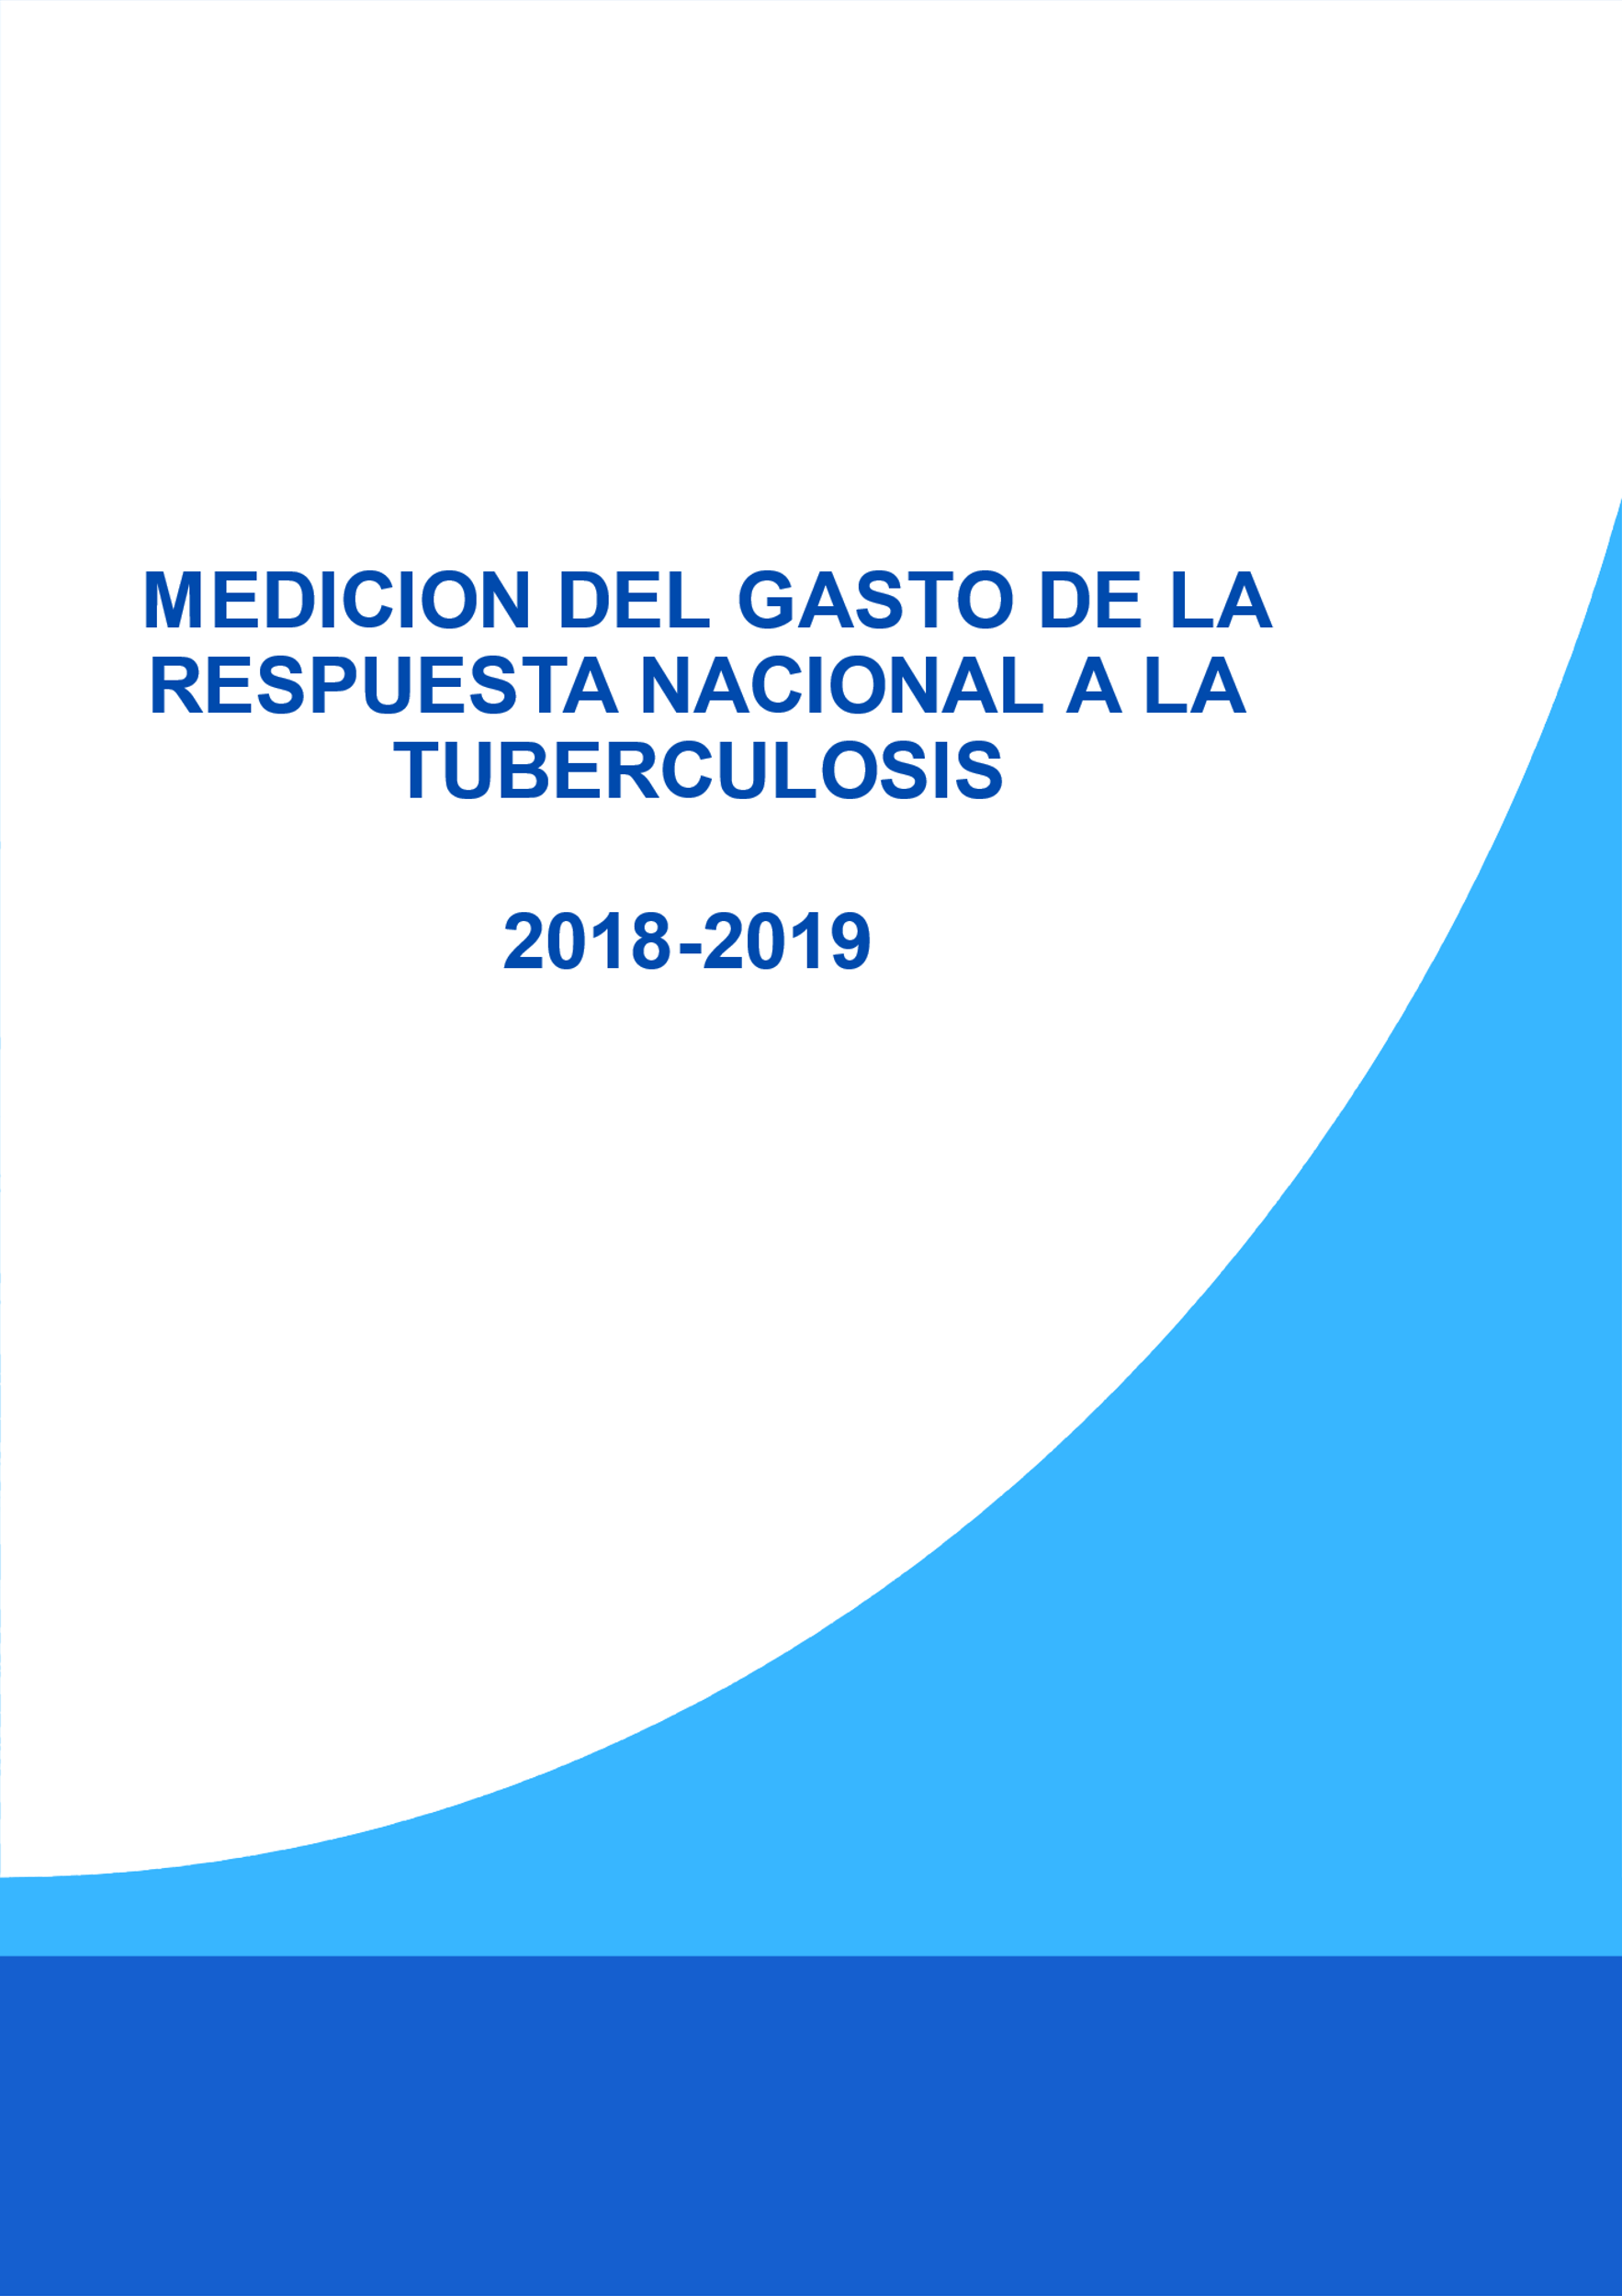 MEDICION DEL GASTO DE LA
RESPUESTA NACIONAL A LA
TUBERCULOSIS
2018-2019